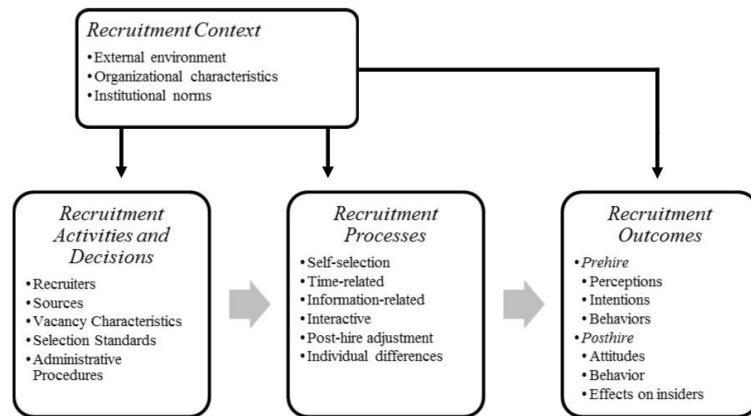 Recruitment Context
•External environment
•Organizational characteristics
•Institutional norms
Recruitment
Activities and
Decisions
•Recruiters
•Sources
•Vacancy Characteristics
•Selection Standards
•Administrative
Procedures
Recruitment
Processes
•Self-selection
•Time-related
•Information-related
•Interactive
•Post-hire adjustment
•Individual differences
Recruitment
Outcomes
•Prehire
•Perceptions
•Intentions
•Behaviors
•Posthire
•Attitudes
•Behavior
•Effects on insiders